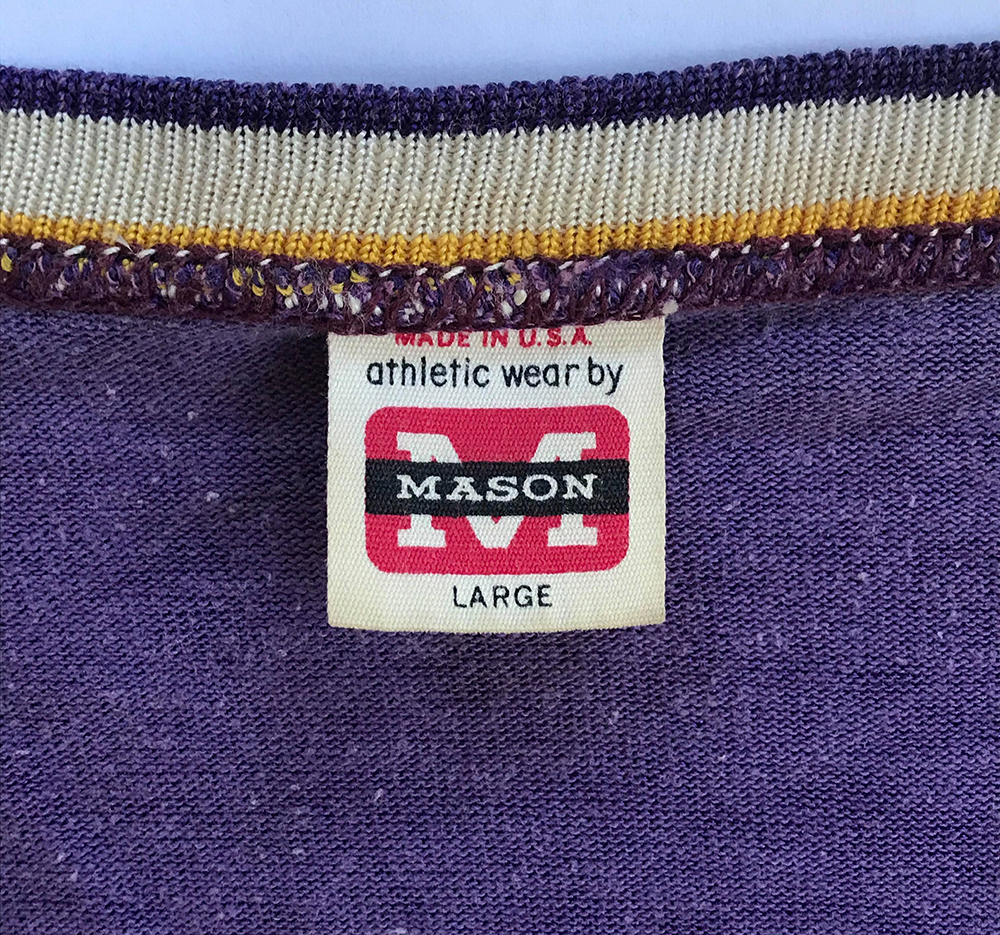 MADE IN U.S.A.
athletic wear by
M
MASON
LARGE